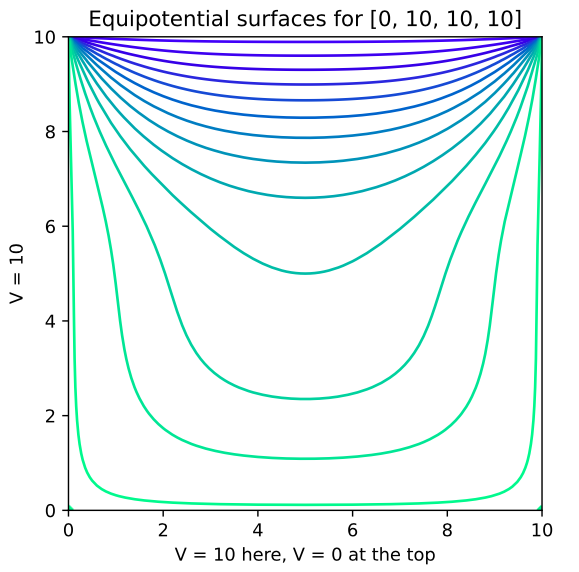 Equipotential surfaces for [0, 10, 10, 10]
10
8
6
4
2
0
V = 10
0 2 4 6 8 10
V = 10 here, V = 0 at the top